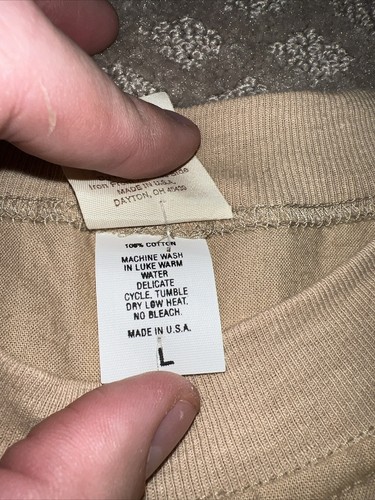 Iron
MADE IN U.S.A.
DAYTON, OH 45439
100% COTTON
MACHINE WASH
IN LUKE WARM
WATER
DELICATE
CYCLE. TUMBLE
DRY LOW HEAT.
NO BLEACH.
MADE IN U.S.A.
L